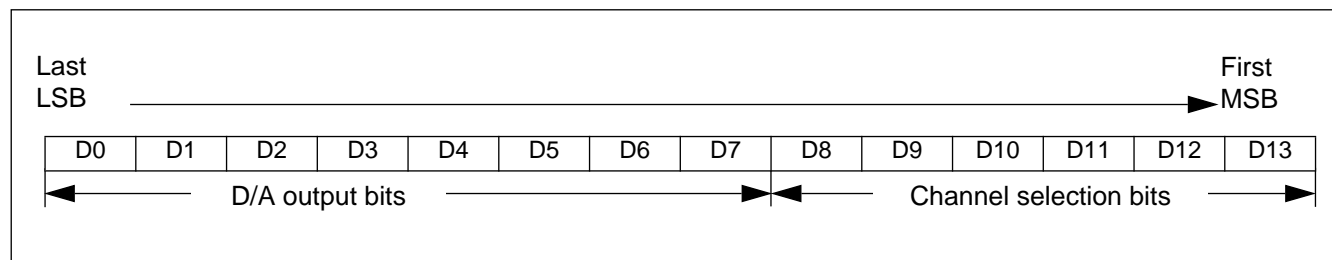 Last
LSB
First
MSB
D0 D1 D2 D3 D4 D5 D6 D7 D8 D9 D10 D11 D12 D13
D/A output bits
Channel selection bits